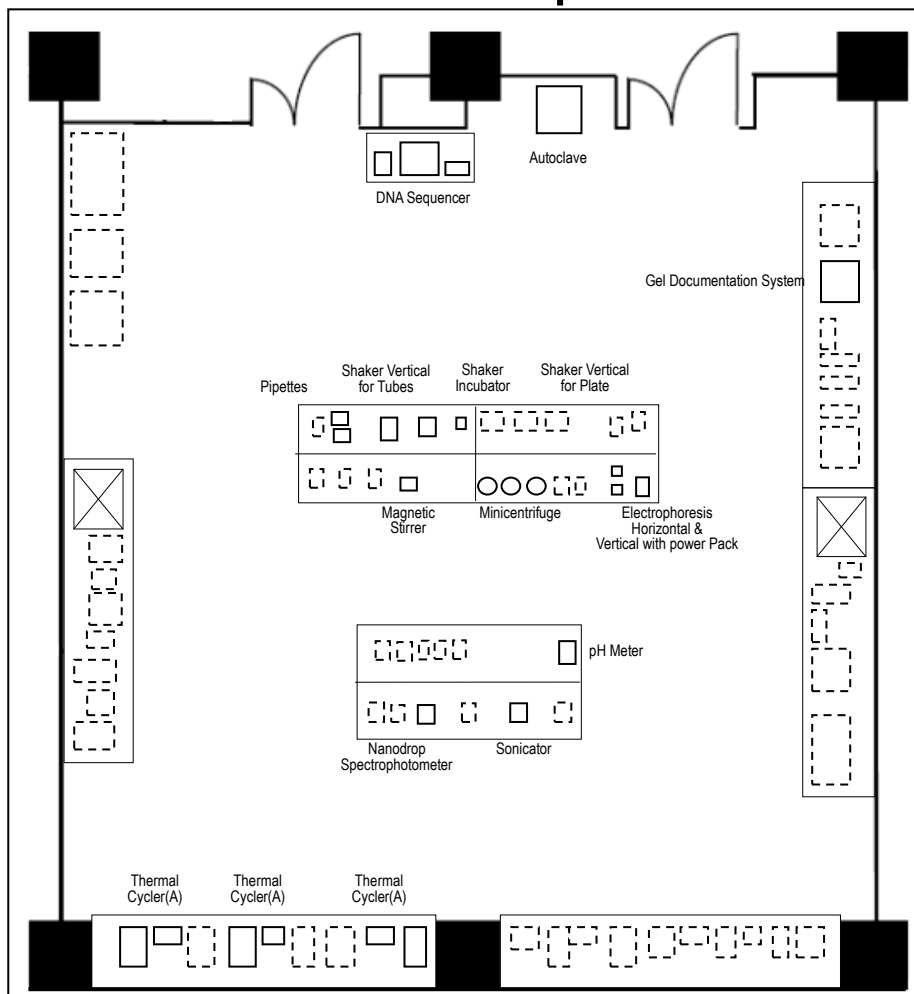 Autoclave
DNA Sequencer
Gel Documentation System
Pipettes
Shaker Vertical
for Tubes
Shaker
Incubator
Shaker Vertical
for Plate
Magnetic
Stirrer
Minicentrifuge
Electrophoresis
Horizontal &
Vertical with power Pack
pH Meter
Nanodrop
Spectrophotometer
Sonicator
Thermal
Cycler(A)
Thermal
Cycler(A)
Thermal
Cycler(A)